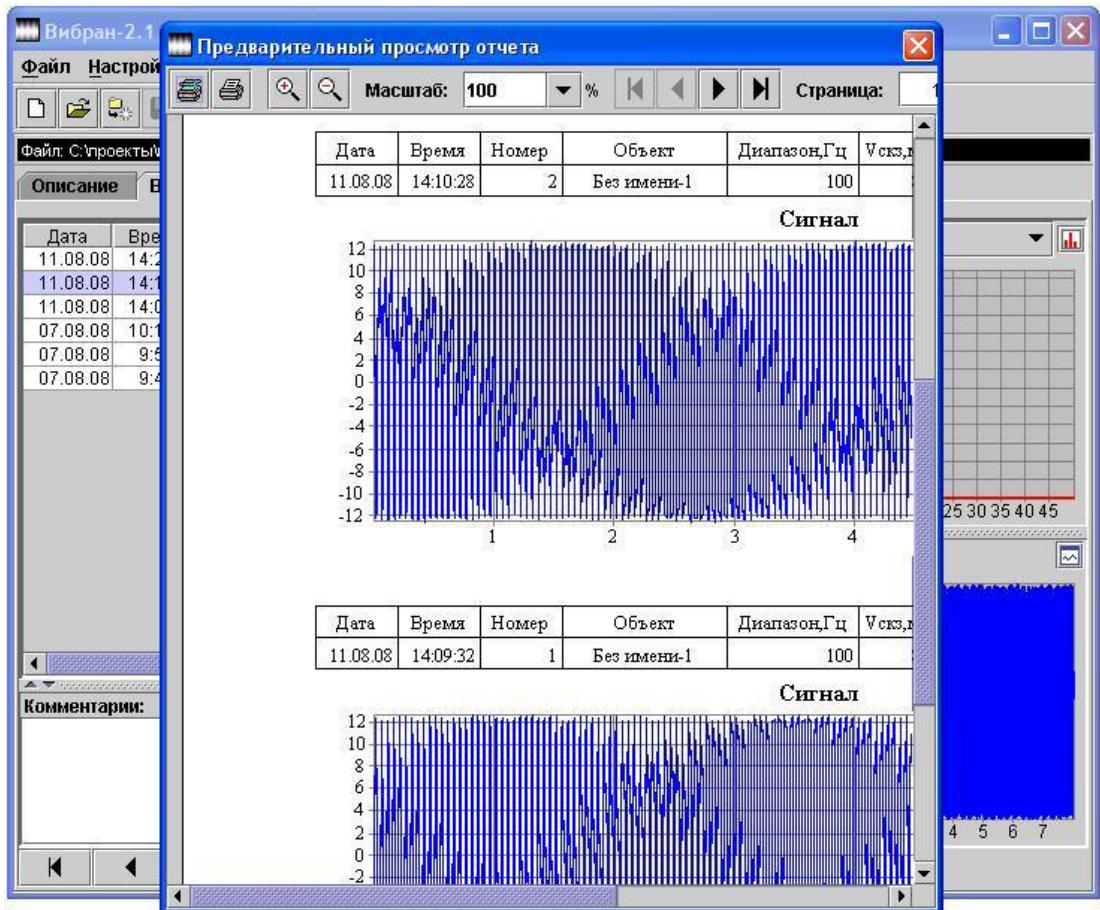 Вибран-2.1
Предварительный просмотр отчета
Файл
Масштаб: 100 % Страница: 1
Файл: С:\проекты\
Описание
Дата
11.08.08
11.08.08
11.08.08
07.08.08
07.08.08
07.08.08
Комментарии:
Дата Время Номер Объект Диапазон,Гц
11.08.08 14:10:28 2 Без имени-1 100
Сигнал
12
10
8
6
4
2
0
-2
-4
-6
-8
-10
-12
1 2 3 4
Дата Время Номер Объект Диапазон,Гц
11.08.08 14:09:32 1 Без имени-1 100
Сигнал
12
10
8
6
4
2
0
-2
25 30 35 40 45
4 5 6 7